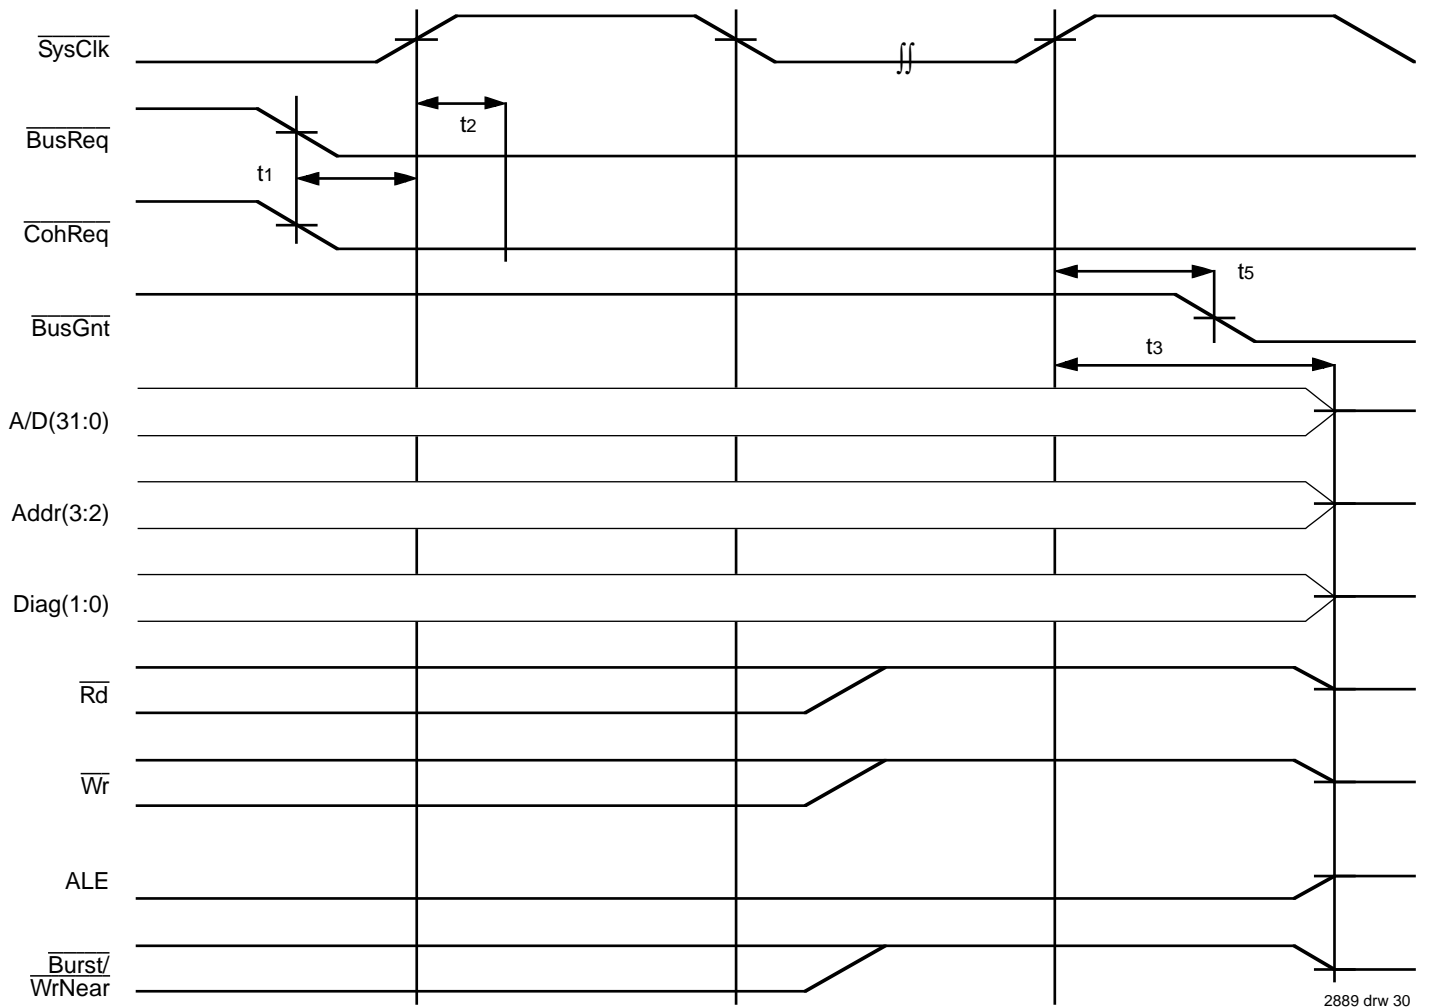 SysClk
t2
BusReq
t1
CohReq
t5
BusGnt
t3
A/D(31:0)
Addr(3:2)
Diag(1:0)
Rd
Wr
ALE
Burst/
WrNear
2889 drw 30